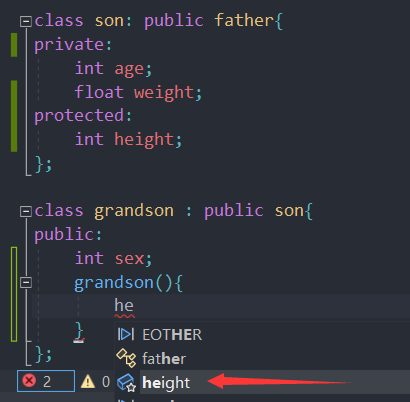 class son: public father{
private:
int age;
float weight;
protected:
int height;
};
class grandson : public son{
public:
int sex;
grandson(){
he
}
};
EOTHER
father
height
2
0